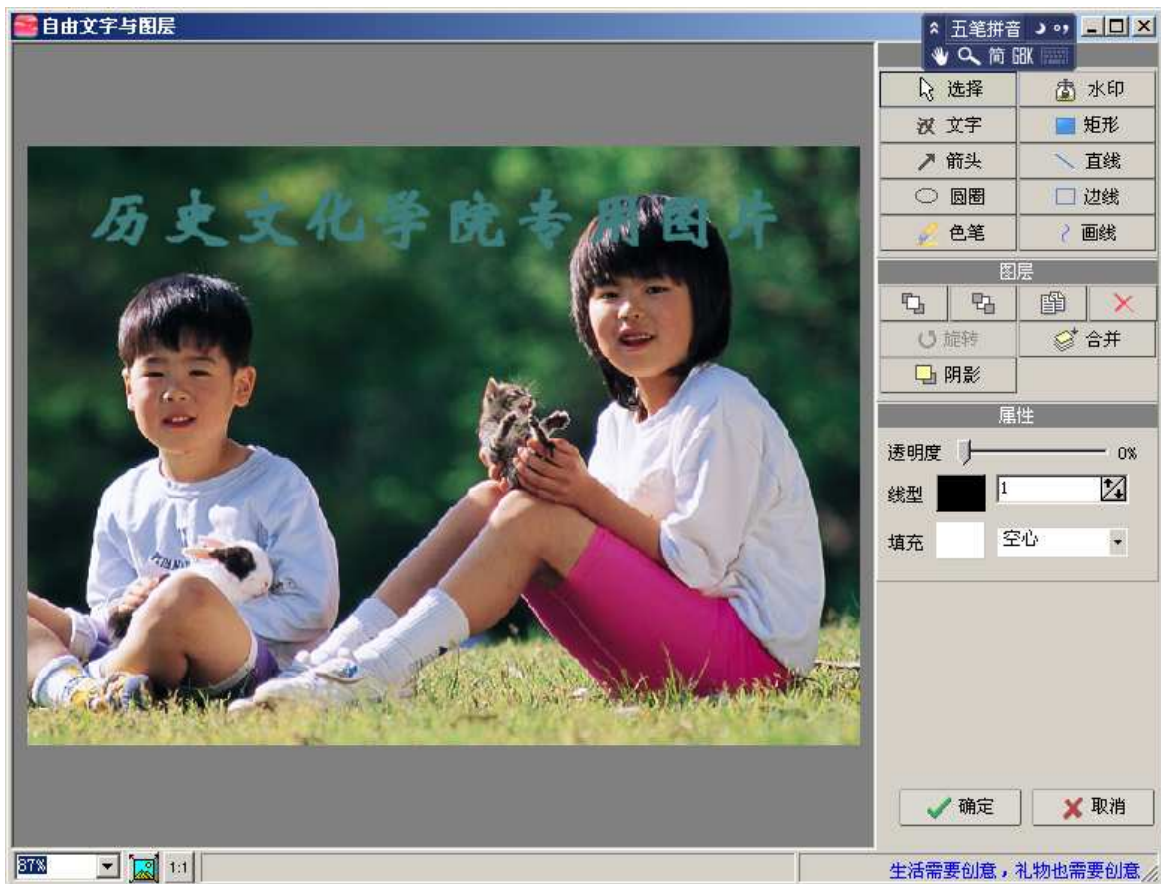 自由文字与图层
五笔拼音
简 GBK
选择 水印
文字 矩形
箭头 直线
圆圈 边线
色笔 画线
图层
旋转 合并
阴影
属性
透明度 0%
线型 1
填充 空心
历史文化学院专用图片
确定 取消
87% 1:1 生活需要创意，礼物也需要创意